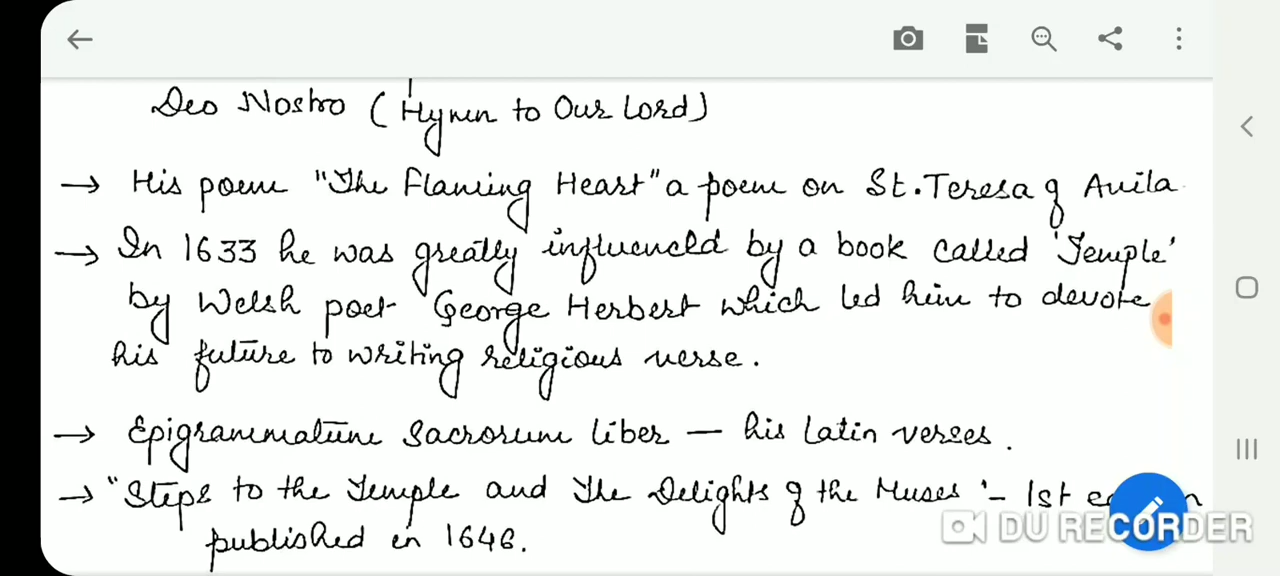 Deo Nostro (Hymn to Our Lord)
→ His poem "The Flaming Heart" a poem on St. Teresa of Avila
→ In 1633 he was greatly influenced by a book called 'Temple'
by Welsh poet George Herbert which led him to devote
his future to writing religious verse.
→ Epigrammatum Sacrorum Liber — his Latin verses.
→ "Steps to the Temple and The Delights of the Muses' - 1st
published in 1646.
DU RECORDER